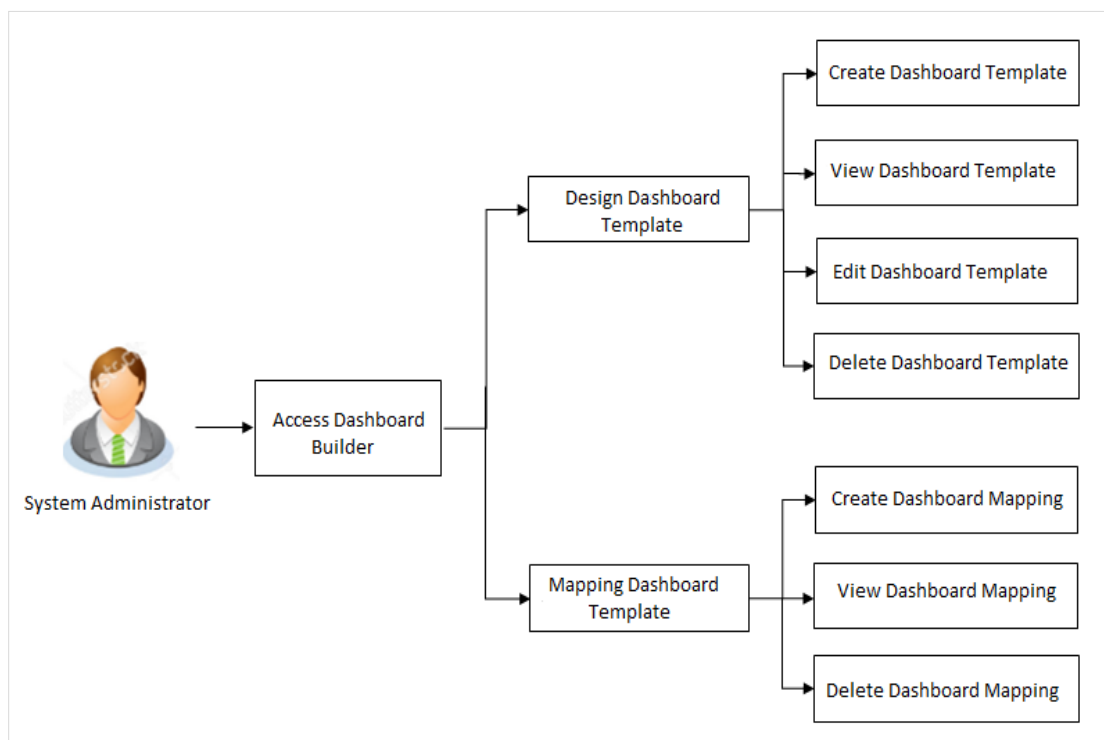 Create Dashboard Template
View Dashboard Template
Design Dashboard
Template
Edit Dashboard Template
Delete Dashboard Template
Access Dashboard
Builder
System Administrator
Create Dashboard Mapping
Mapping Dashboard
Template
View Dashboard Mapping
Delete Dashboard Mapping